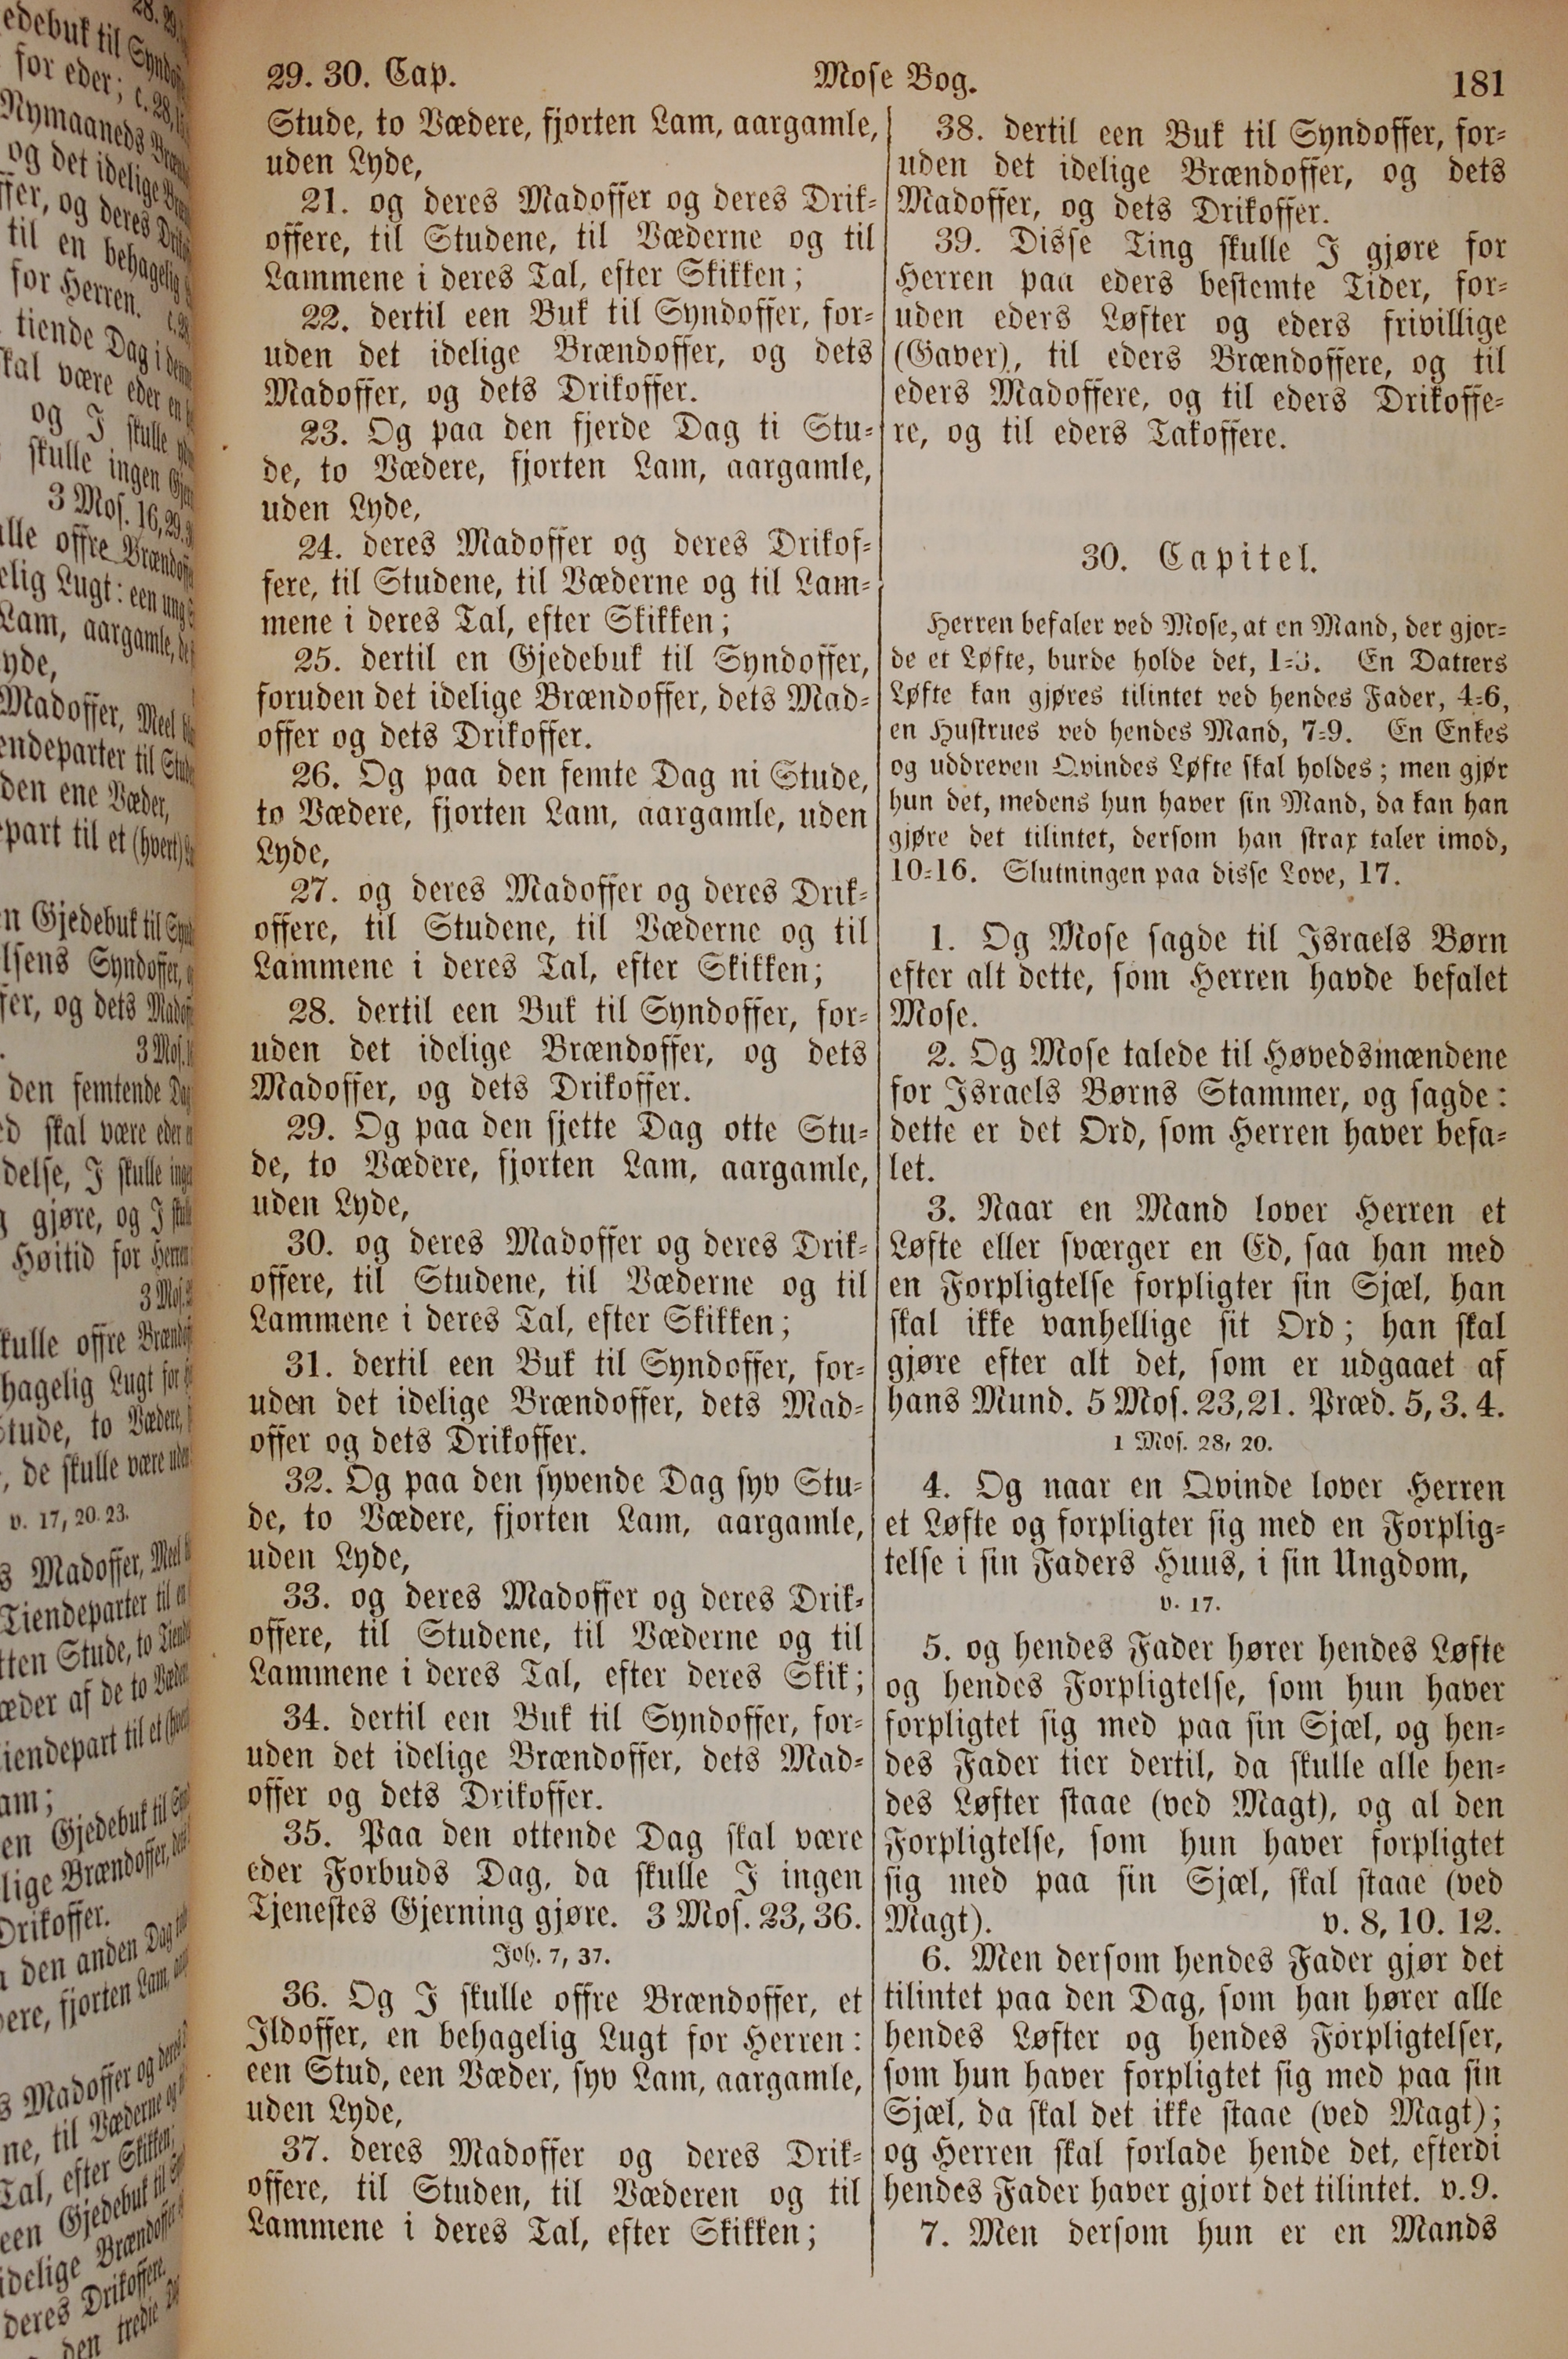 29. 30. Cap.
Mose Bog.
181
Stude, to Vædere, fjorten Lam, aargamle,
uden Lyde,
21. og deres Madoffer og deres Drik-
offere, til Studene, til Væderne og til
Lammene i deres Tal, efter Skikken;
22. dertil een Buk til Syndoffer, for-
uden det idelige Brændoffer, og dets
Madoffer, og dets Drikoffer.
23. Og paa den fjerde Dag ti Stu-
de, to Vædere, fjorten Lam, aargamle,
uden Lyde,
24. deres Madoffer og deres Drikof-
fere, til Studene, til Væderne og til Lam-
mene i deres Tal, efter Skikken;
25. dertil en Gjedebuk til Syndoffer,
foruden det idelige Brændoffer, dets Mad-
offer og dets Drikoffer.
26. Og paa den femte Dag ni Stude,
to Vædere, fjorten Lam, aargamle, uden
Lyde,
27. og deres Madoffer og deres Drik-
offere, til Studene, til Væderne og til
Lammene i deres Tal, efter Skikken;
28. dertil een Buk til Syndoffer, for-
uden det idelige Brændoffer, og dets
Madoffer, og dets Drikoffer.
29. Og paa den sjette Dag otte Stu-
de, to Vædere, fjorten Lam, aargamle,
uden Lyde,
30. og deres Madoffer og deres Drik-
offere, til Studene, til Væderne og til
Lammene i deres Tal, efter Skikken;
31. dertil een Buk til Syndoffer, for-
uden det idelige Brændoffer, dets Mad-
offer og dets Drikoffer.
32. Og paa den syvende Dag syv Stu-
de, to Vædere, fjorten Lam, aargamle,
uden Lyde,
33. og deres Madoffer og deres Drik-
offere, til Studene, til Væderne og til
Lammene i deres Tal, efter deres Skik;
34. dertil een Buk til Syndoffer, for-
uden det idelige Brændoffer, dets Mad-
offer og dets Drikoffer.
35. Paa den ottende Dag skal være
eder Forbuds Dag, da skulle I ingen
Tjenestes Gjerning gjøre. 3 Mos. 23, 36.
Joh. 7, 37.
36. Og I skulle offre Brændoffer, et
Ildoffer, en behagelig Lugt for Herren:
een Stud, een Væder, syv Lam, aargamle,
uden Lyde,
37. deres Madoffer og deres Drik-
offere, til Studen, til Væderen og til
Lammene i deres Tal, efter Skikken;
38. dertil een Buk til Syndoffer, for-
uden det idelige Brændoffer, og dets
Madoffer, og dets Drikoffer.
39. Disse Ting skulle I gjøre for
Herren paa eders bestemte Tider, for-
uden eders Løfter og eders frivillige
(Gaver), til eders Brændoffere, og til
eders Madoffere, og til eders Drikoffe-
re, og til eders Takoffere.
30. Capitel.
Herren befaler ved Mose, at en Mand, der gjor-
de et Løfte, burde holde det, 1-3. En Datters
Løfte kan gjøres tilintet ved hendes Fader, 4-6,
en Hustrues ved hendes Mand, 7-9. En Enkes
og uddreven Qvindes Løfte skal holdes; men gjør
hun det, medens hun haver sin Mand, da kan han
gjøre det tilintet, dersom han strax taler imod,
10-16. Slutningen paa disse Love, 17.
1. Og Mose sagde til Israels Børn
efter alt dette, som Herren havde befalet
Mose.
2. Og Mose talede til Høvedsmændene
for Israels Børns Stammer, og sagde:
dette er det Ord, som Herren haver befa-
let.
3. Naar en Mand lover Herren et
Løfte eller sværger en Ed, saa han med
en Forpligtelse forpligter sin Sjæl, han
skal ikke vanhellige sit Ord; han skal
gjøre efter alt det, som er udgaaet af
hans Mund. 5 Mos. 23, 21. Præd. 5, 3. 4.
1 Mos. 28, 20.
4. Og naar en Qvinde lover Herren
et Løfte og forpligter sig med en Forplig-
telse i sin Faders Huus, i sin Ungdom,
v. 17.
5. og hendes Fader hører hendes Løfte
og hendes Forpligtelse, som hun haver
forpligtet sig med paa sin Sjæl, og hen-
des Fader tier dertil, da skulle alle hen-
des Løfter staae (ved Magt), og al den
Forpligtelse, som hun haver forpligtet
sig med paa sin Sjæl, skal staae (ved
Magt). v. 8, 10. 12.
6. Men dersom hendes Fader gjør det
tilintet paa den Dag, som han hører alle
hendes Løfter og hendes Forpligtelser,
som hun haver forpligtet sig med paa sin
Sjæl, da skal det ikke staae (ved Magt);
og Herren skal forlade hende det, efterdi
hendes Fader haver gjort det tilintet. v. 9.
7. Men dersom hun er en Mands